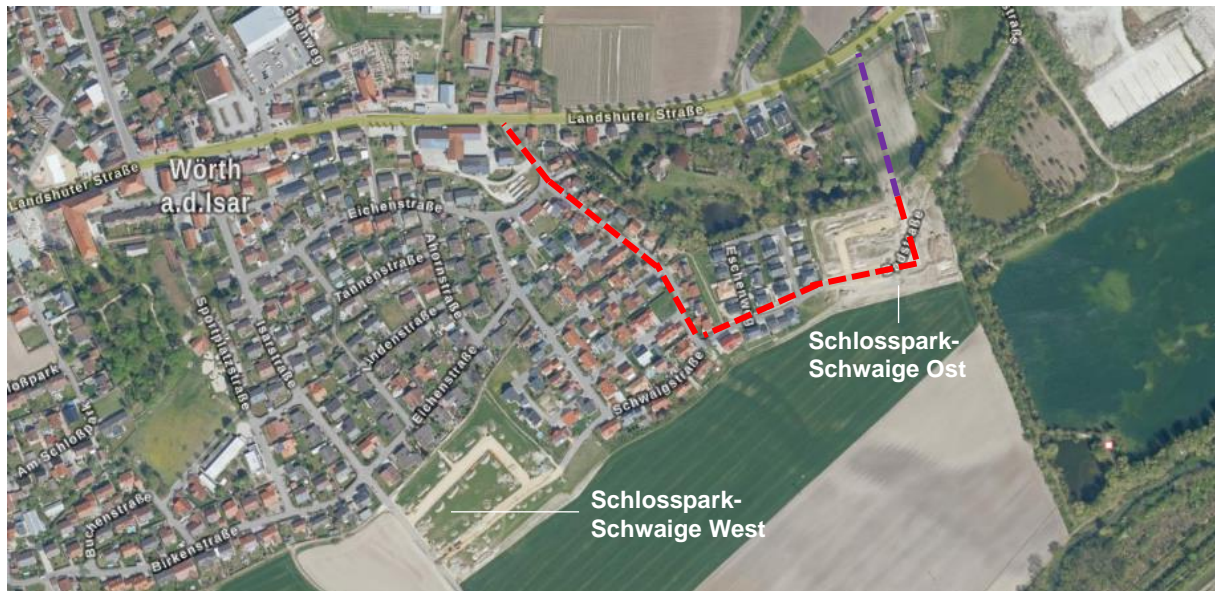 Landshuter Straße
Wörth
a.d.Isar
Landshuter Straße
Eichenstraße
Ahornstraße
Tannenstraße
Lindenstraße
Eichenstraße
Sportplatzstraße
Isarstraße
Eschenweg
Schwaigstraße
Schlosspark-
Schwaige Ost
Schlosspark-
Schwaige West
Am Schloßp
Buchenstraße
Birkenstraße